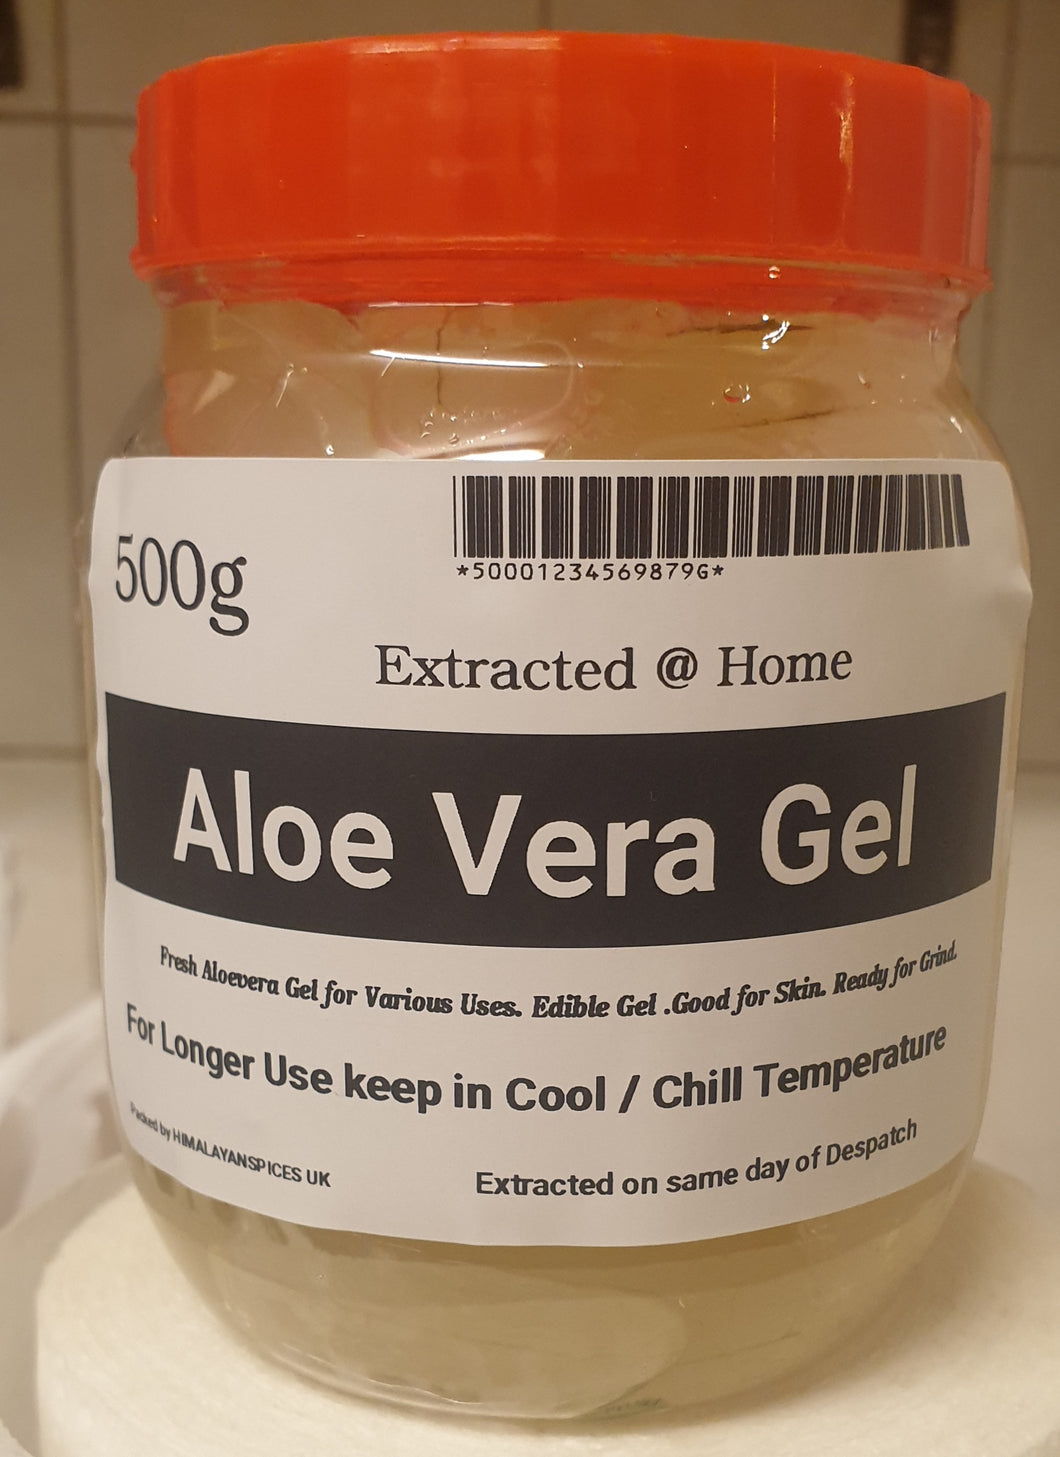 500g
*50001234569879G*
Extracted @ Home
Aloe Vera Gel
Fresh Aloevera Gel for Various Uses. Edible Gel .Good for Skin. Ready for Grind.
For Longer Use keep in Cool / Chill Temperature
Packed by HIMALAYANSPICES UK
Extracted on same day of Despatch